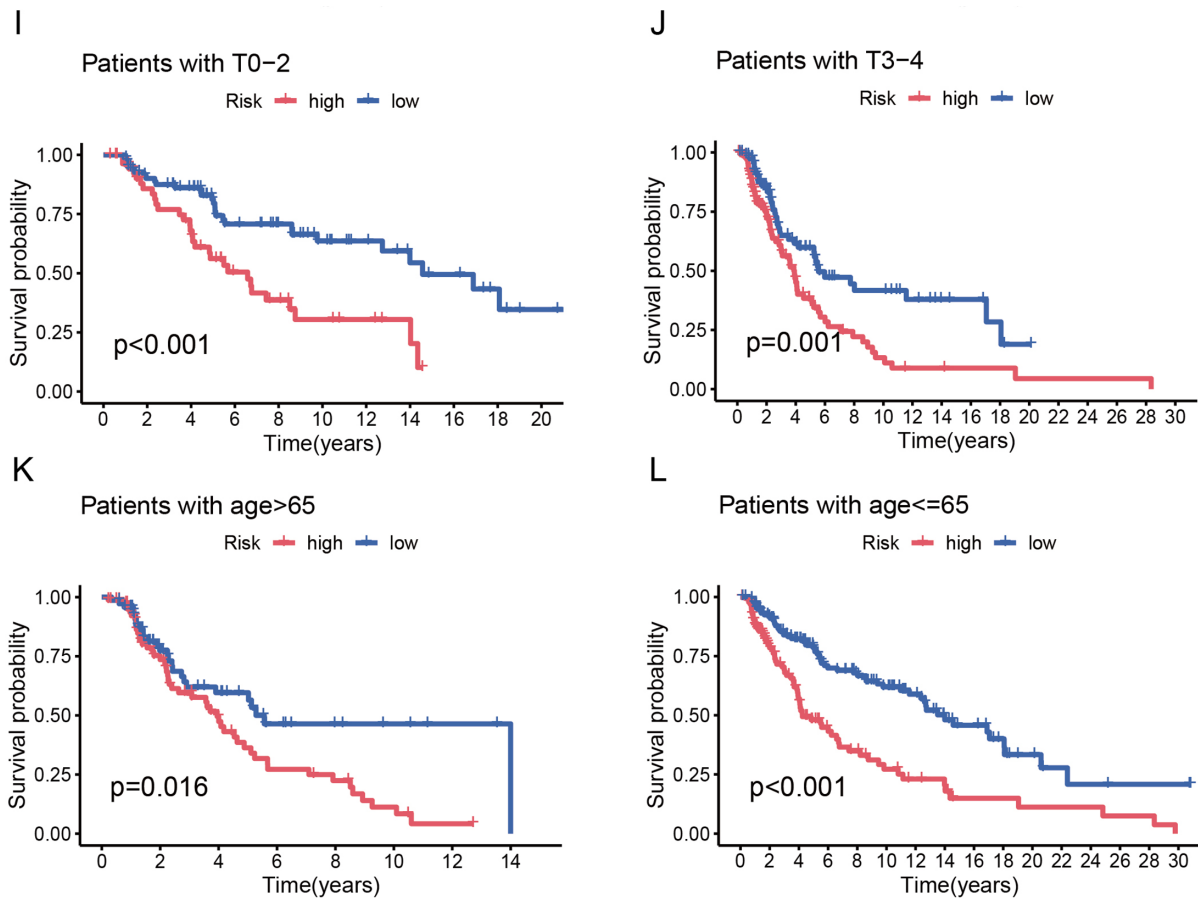 I
Patients with T0−2
Risk high low
1.00
0.75
0.50
0.25
0.00
Survival probability
p<0.001
0 2 4 6 8 10 12 14 16 18 20
Time(years)
J
Patients with T3−4
Risk high low
1.00
0.75
0.50
0.25
0.00
Survival probability
p=0.001
0 2 4 6 8 10 12 14 16 18 20 22 24 26 28 30
Time(years)
K
Patients with age>65
Risk high low
1.00
0.75
0.50
0.25
0.00
Survival probability
p=0.016
0 2 4 6 8 10 12 14
Time(years)
L
Patients with age<=65
Risk high low
1.00
0.75
0.50
0.25
0.00
Survival probability
p<0.001
0 2 4 6 8 10 12 14 16 18 20 22 24 26 28 30
Time(years)